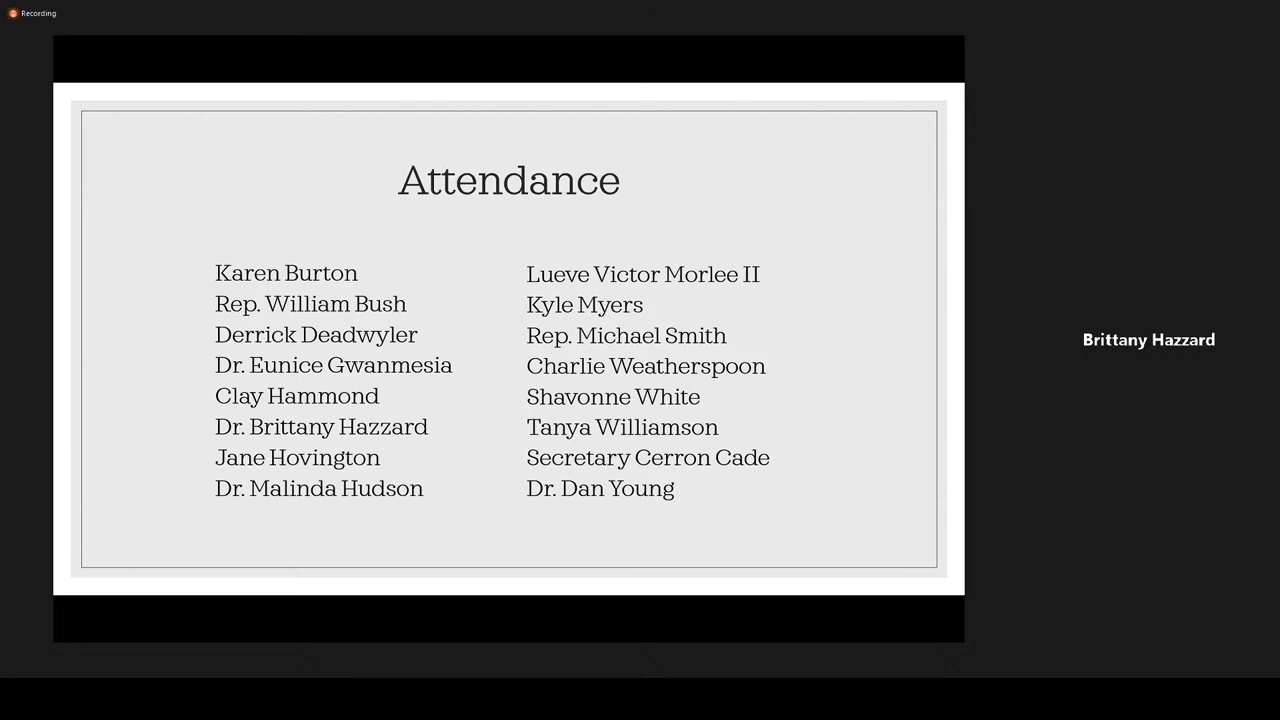 Recording
Attendance
Karen Burton
Rep. William Bush
Derrick Deadwyler
Dr. Eunice Gwanmesia
Clay Hammond
Dr. Brittany Hazzard
Jane Hovington
Dr. Malinda Hudson
Lueve Victor Morlee II
Kyle Myers
Rep. Michael Smith
Charlie Weatherspoon
Shavonne White
Tanya Williamson
Secretary Cerron Cade
Dr. Dan Young
Brittany Hazzard